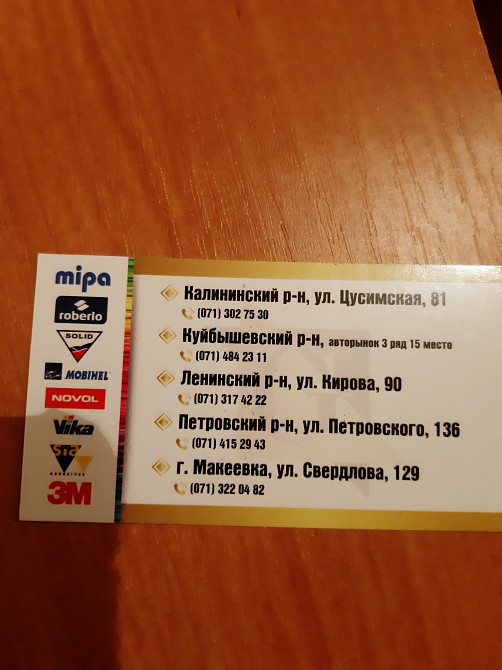 mipa
roberlo
SOLID
MOBIHEL
NOVOL
Vika
Sia
ABRASIVES
3M
Калининский р-н, ул. Цусимская, 81
(071) 302 75 30
Куйбышевский р-н, авторынок 3 ряд 15 место
(071) 484 23 11
Ленинский р-н, ул. Кирова, 90
(071) 317 42 22
Петровский р-н, ул. Петровского, 136
(071) 415 29 43
г. Макеевка, ул. Свердлова, 129
(071) 322 04 82